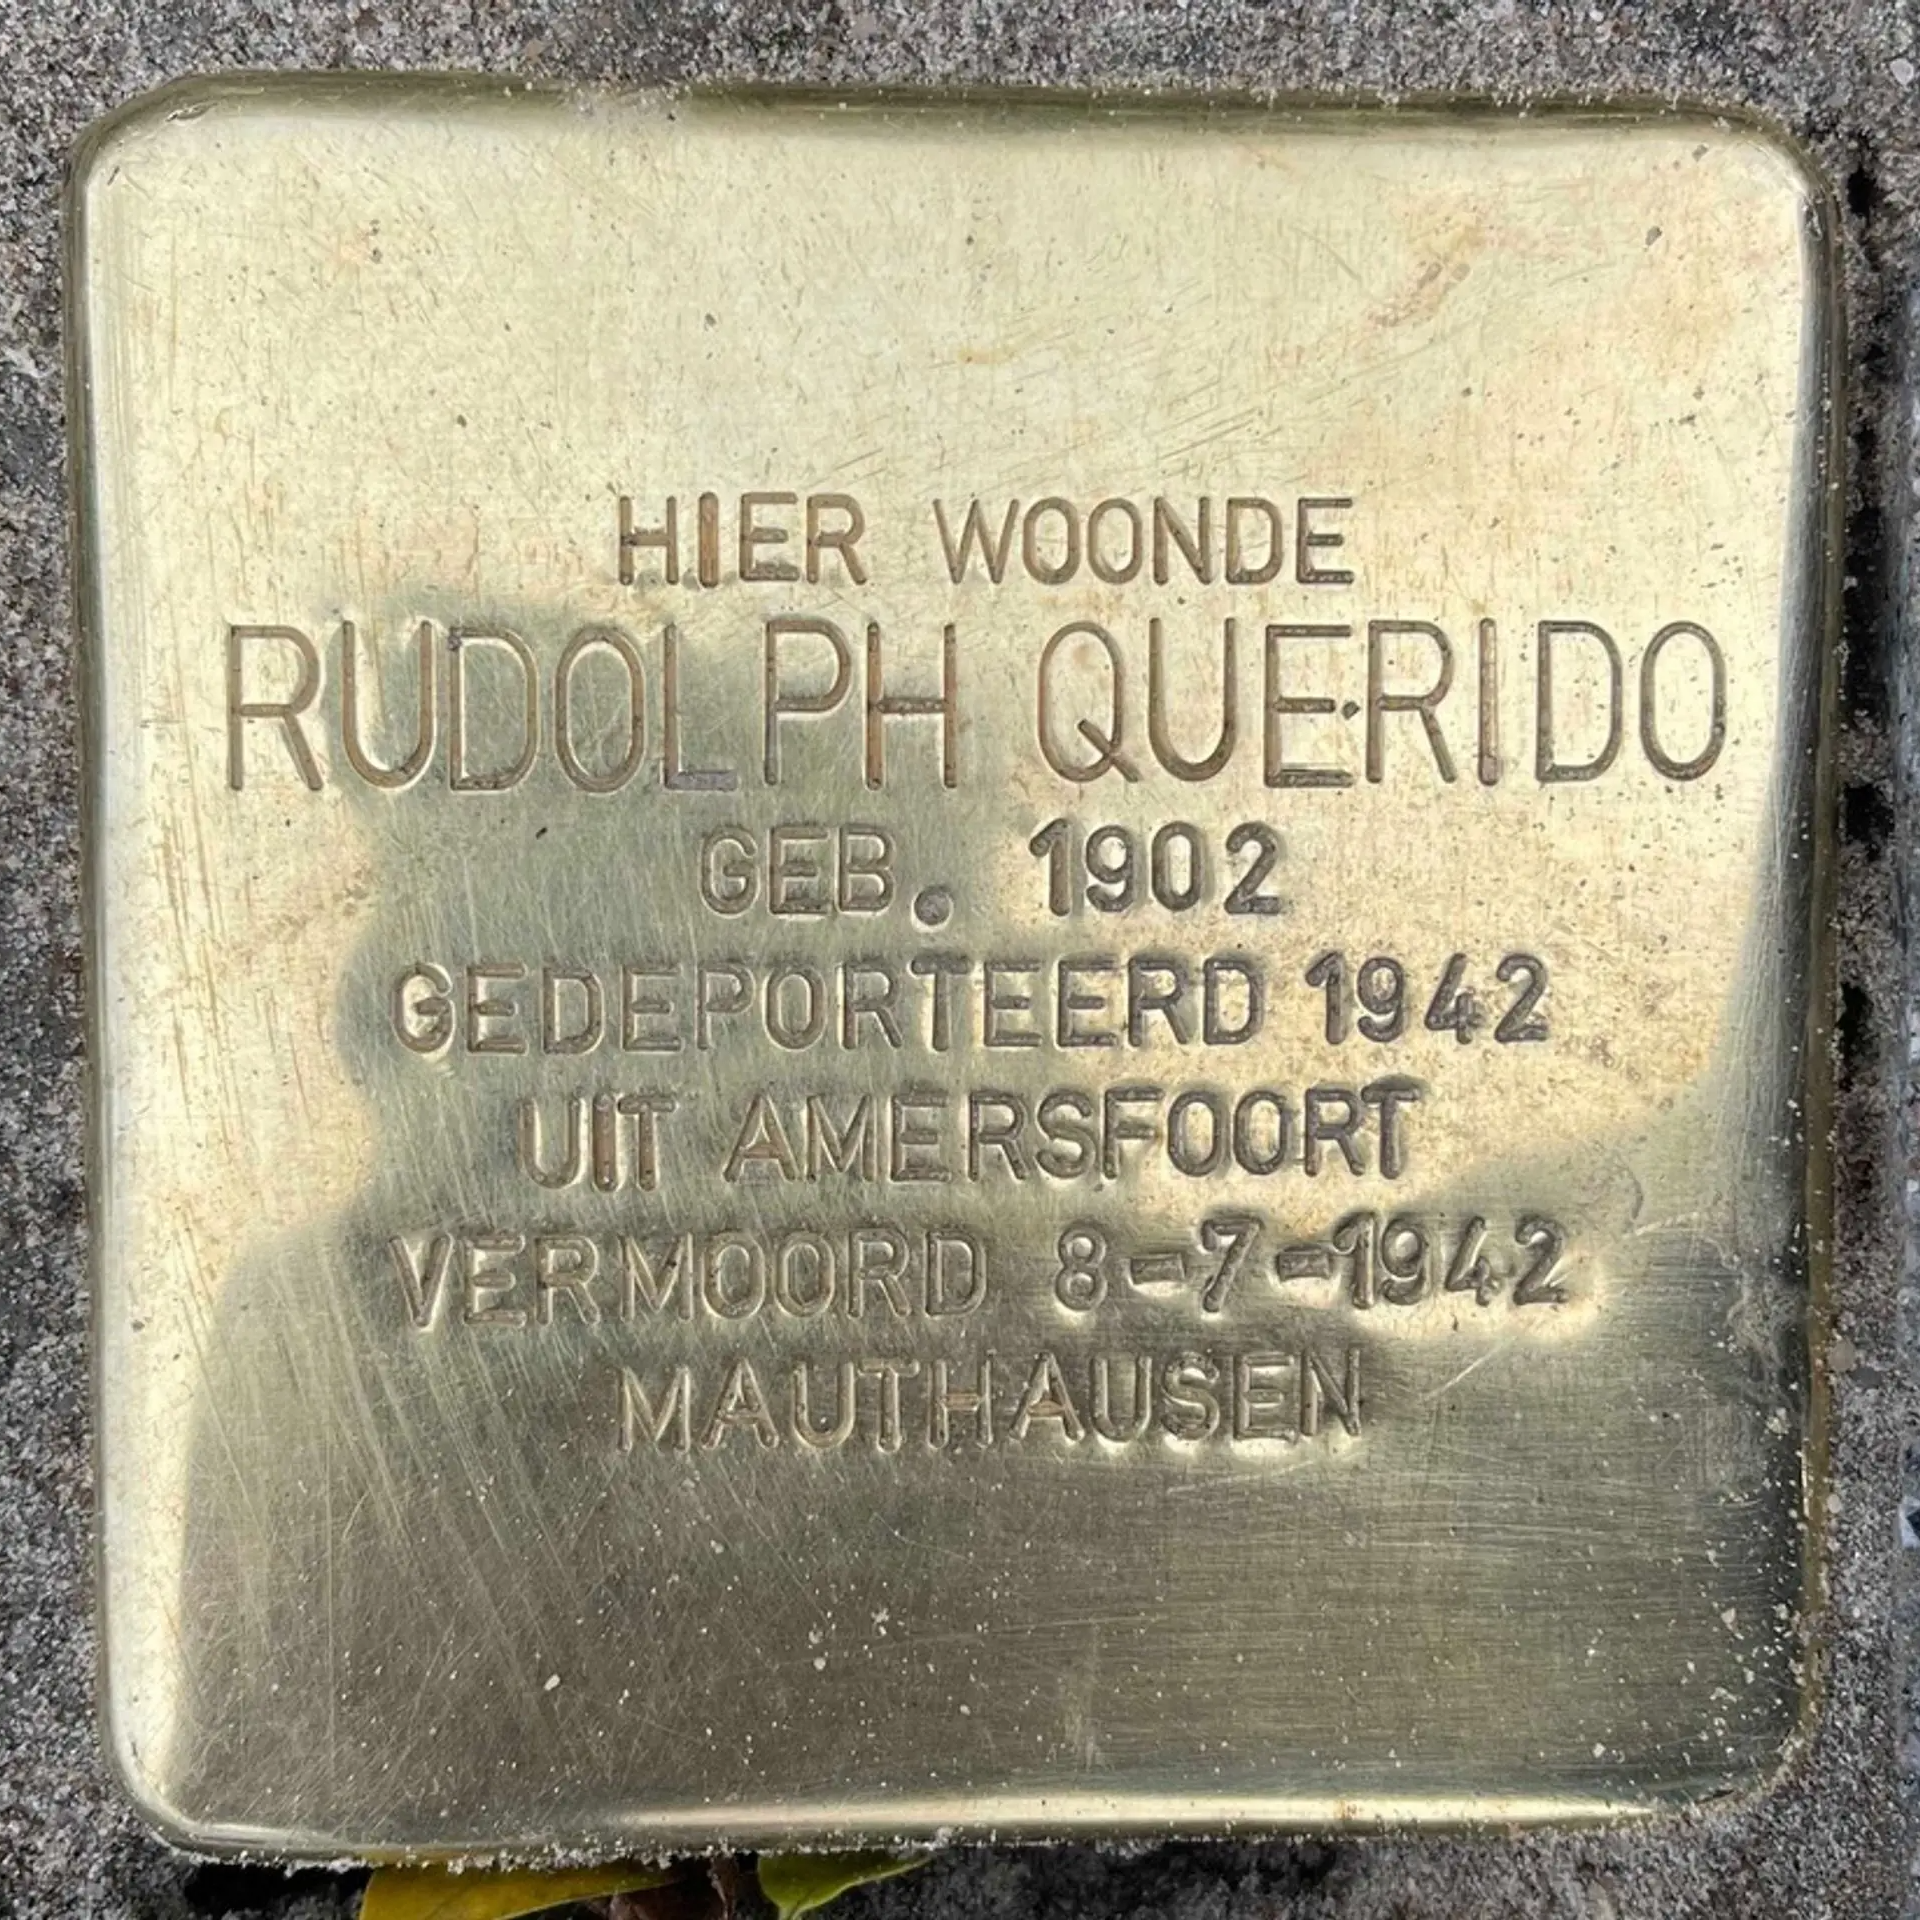 HIER WOONDE
RUDOLPH QUERIDO
GEB. 1902
GEDEPORTEERD 1942
UIT AMERSFOORT
VERMOORD 8-7-1942
MAUTHAUSEN